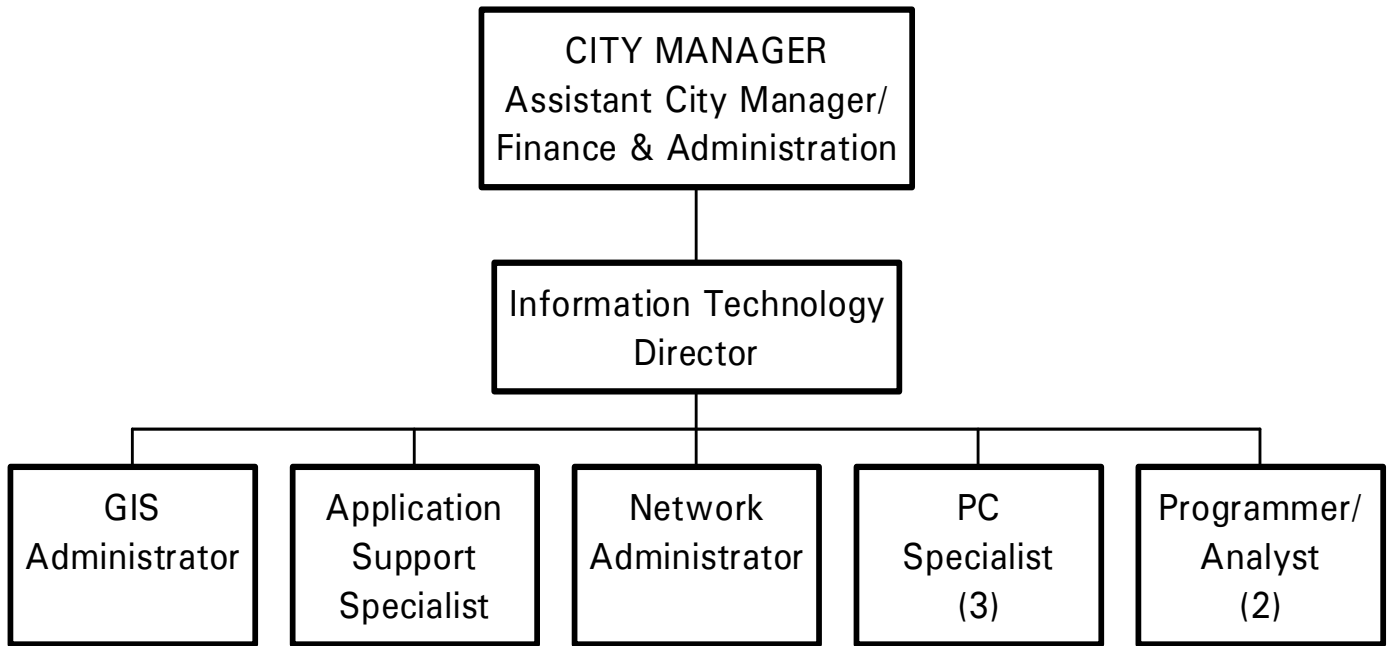 CITY MANAGER
Assistant City Manager/
Finance & Administration
Information Technology
Director
GIS
Administrator
Application
Support
Specialist
Network
Administrator
PC
Specialist
(3)
Programmer/
Analyst
(2)